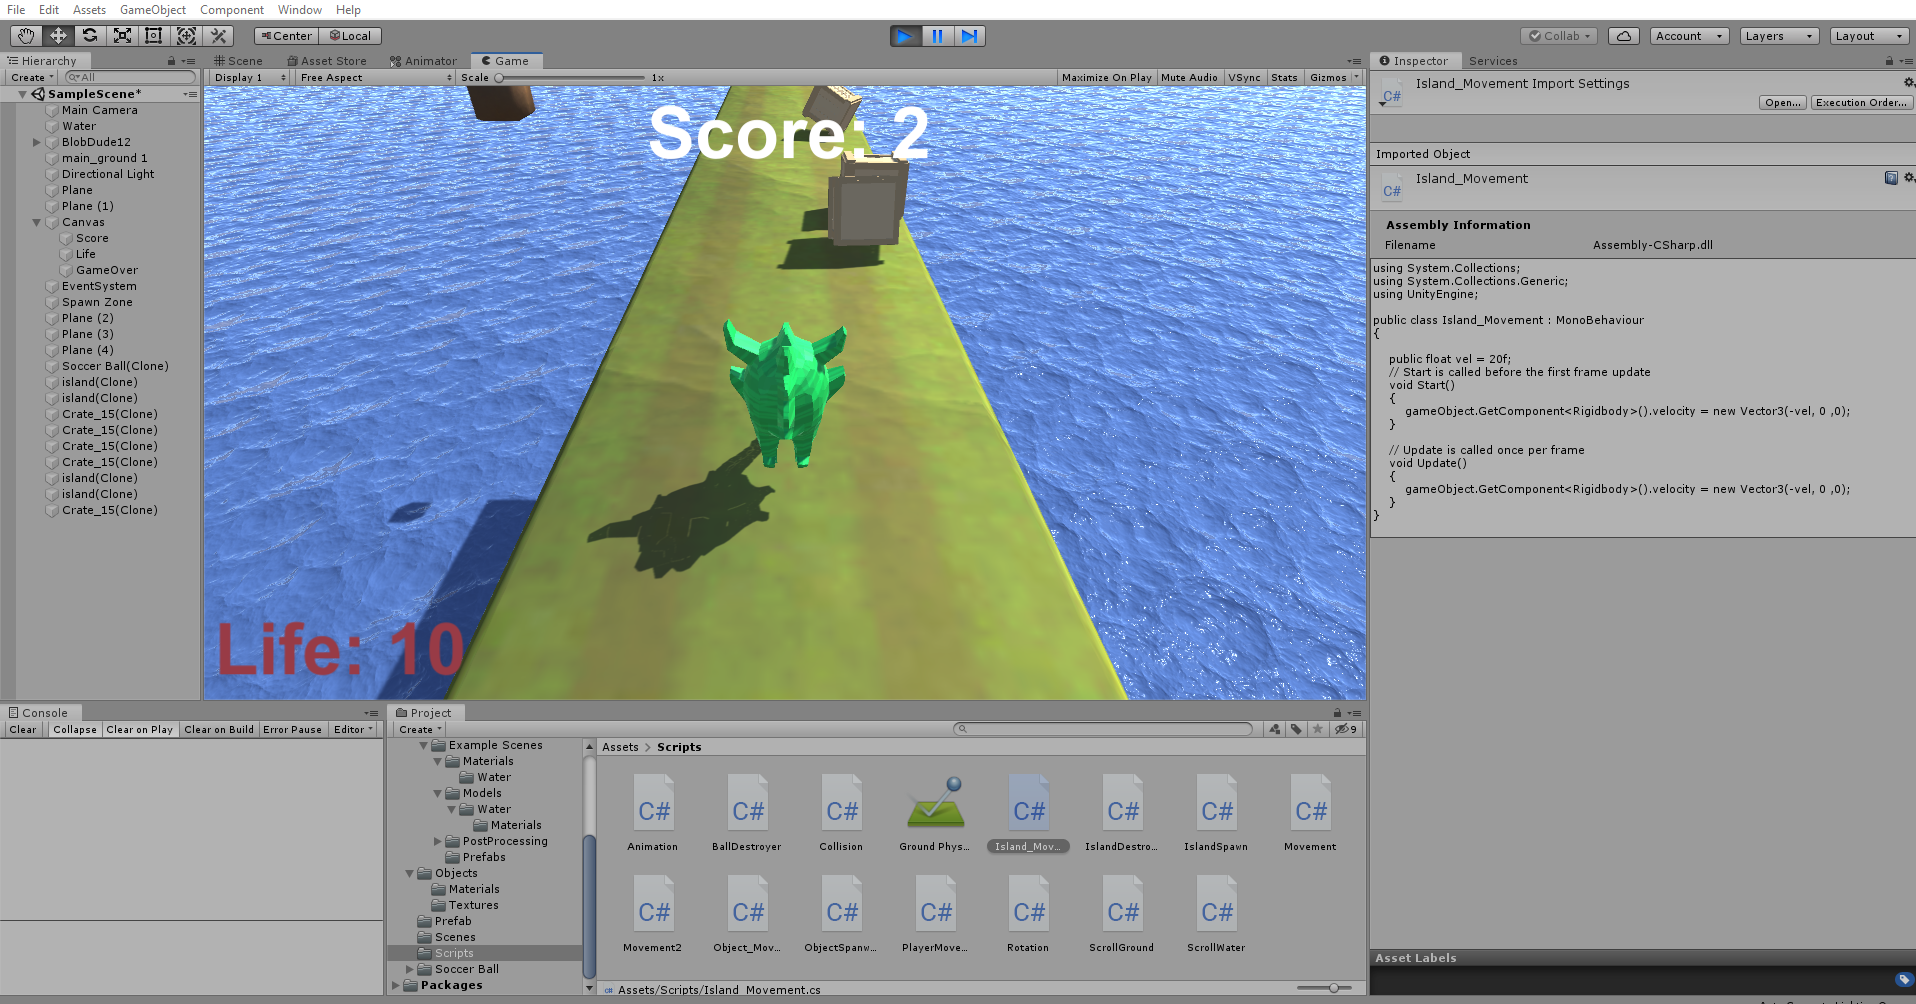 File Edit Assets GameObject Component Window Help
Center Local
Collab Account Layers Layout
Hierarchy
Create All
SampleScene*
Main Camera
Water
BlobDude12
main_ground 1
Directional Light
Plane
Plane (1)
Canvas
Score
Life
GameOver
EventSystem
Spawn Zone
Plane (2)
Plane (3)
Plane (4)
Soccer Ball(Clone)
island(Clone)
island(Clone)
Crate_15(Clone)
Crate_15(Clone)
Crate_15(Clone)
Crate_15(Clone)
island(Clone)
island(Clone)
Crate_15(Clone)
Scene Asset Store Animator Game
Display 1 Free Aspect Scale 1x Maximize On Play Mute Audio VSync Stats Gizmos
Score: 2
Life: 10
Inspector Services
Island_Movement Import Settings
C#
Open... Execution Order...
Imported Object
Island_Movement
C#
Assembly Information
Filename Assembly-CSharp.dll
using System.Collections;
using System.Collections.Generic;
using UnityEngine;
public class Island_Movement : MonoBehaviour
{
public float vel = 20f;
// Start is called before the first frame update
void Start()
{
gameObject.GetComponent<Rigidbody>().velocity = new Vector3(-vel, 0 ,0);
}
// Update is called once per frame
void Update()
{
gameObject.GetComponent<Rigidbody>().velocity = new Vector3(-vel, 0 ,0);
}
}
Asset Labels
Console
Clear Collapse Clear on Play Clear on Build Error Pause Editor
Project
Create 9
Example Scenes
Materials
Water
Models
Water
Materials
PostProcessing
Prefabs
Objects
Materials
Textures
Prefab
Scenes
Scripts
Soccer Ball
Packages
Assets > Scripts
C# C# C# C# C# C# C#
Animation BallDestroyer Collision Ground Phys... Island_Mov... IslandDestro... IslandSpawn Movement
C# C# C# C# C# C# C#
Movement2 Object_Mov... ObjectSpanw... PlayerMove... Rotation ScrollGround ScrollWater
C# Assets/Scripts/Island_Movement.cs